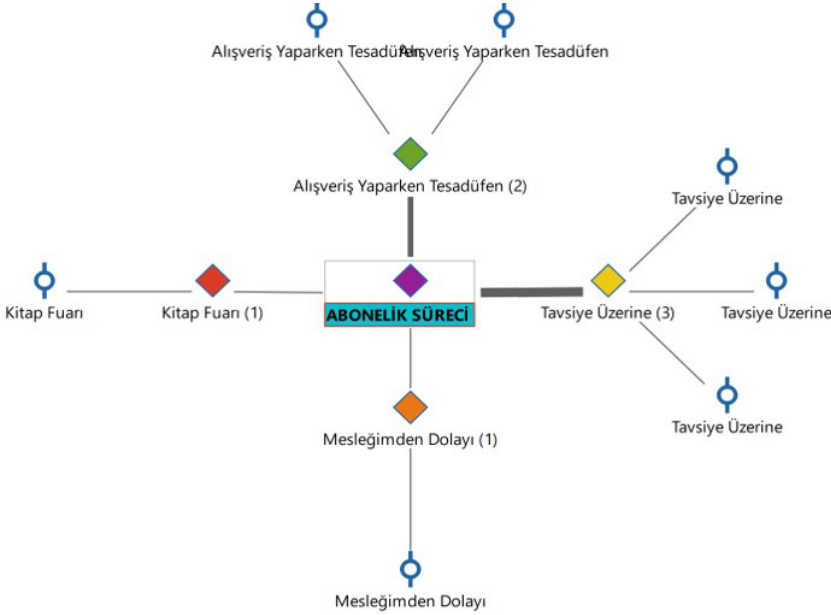 Alışveriş Yaparken Tesadüfen
Alışveriş Yaparken Tesadüfen
Alışveriş Yaparken Tesadüfen (2)
Tavsiye Üzerine
Kitap Fuarı
Kitap Fuarı (1)
ABONELİK SÜRECİ
Tavsiye Üzerine (3)
Tavsiye Üzerine
Tavsiye Üzerine
Mesleğimden Dolayı (1)
Mesleğimden Dolayı